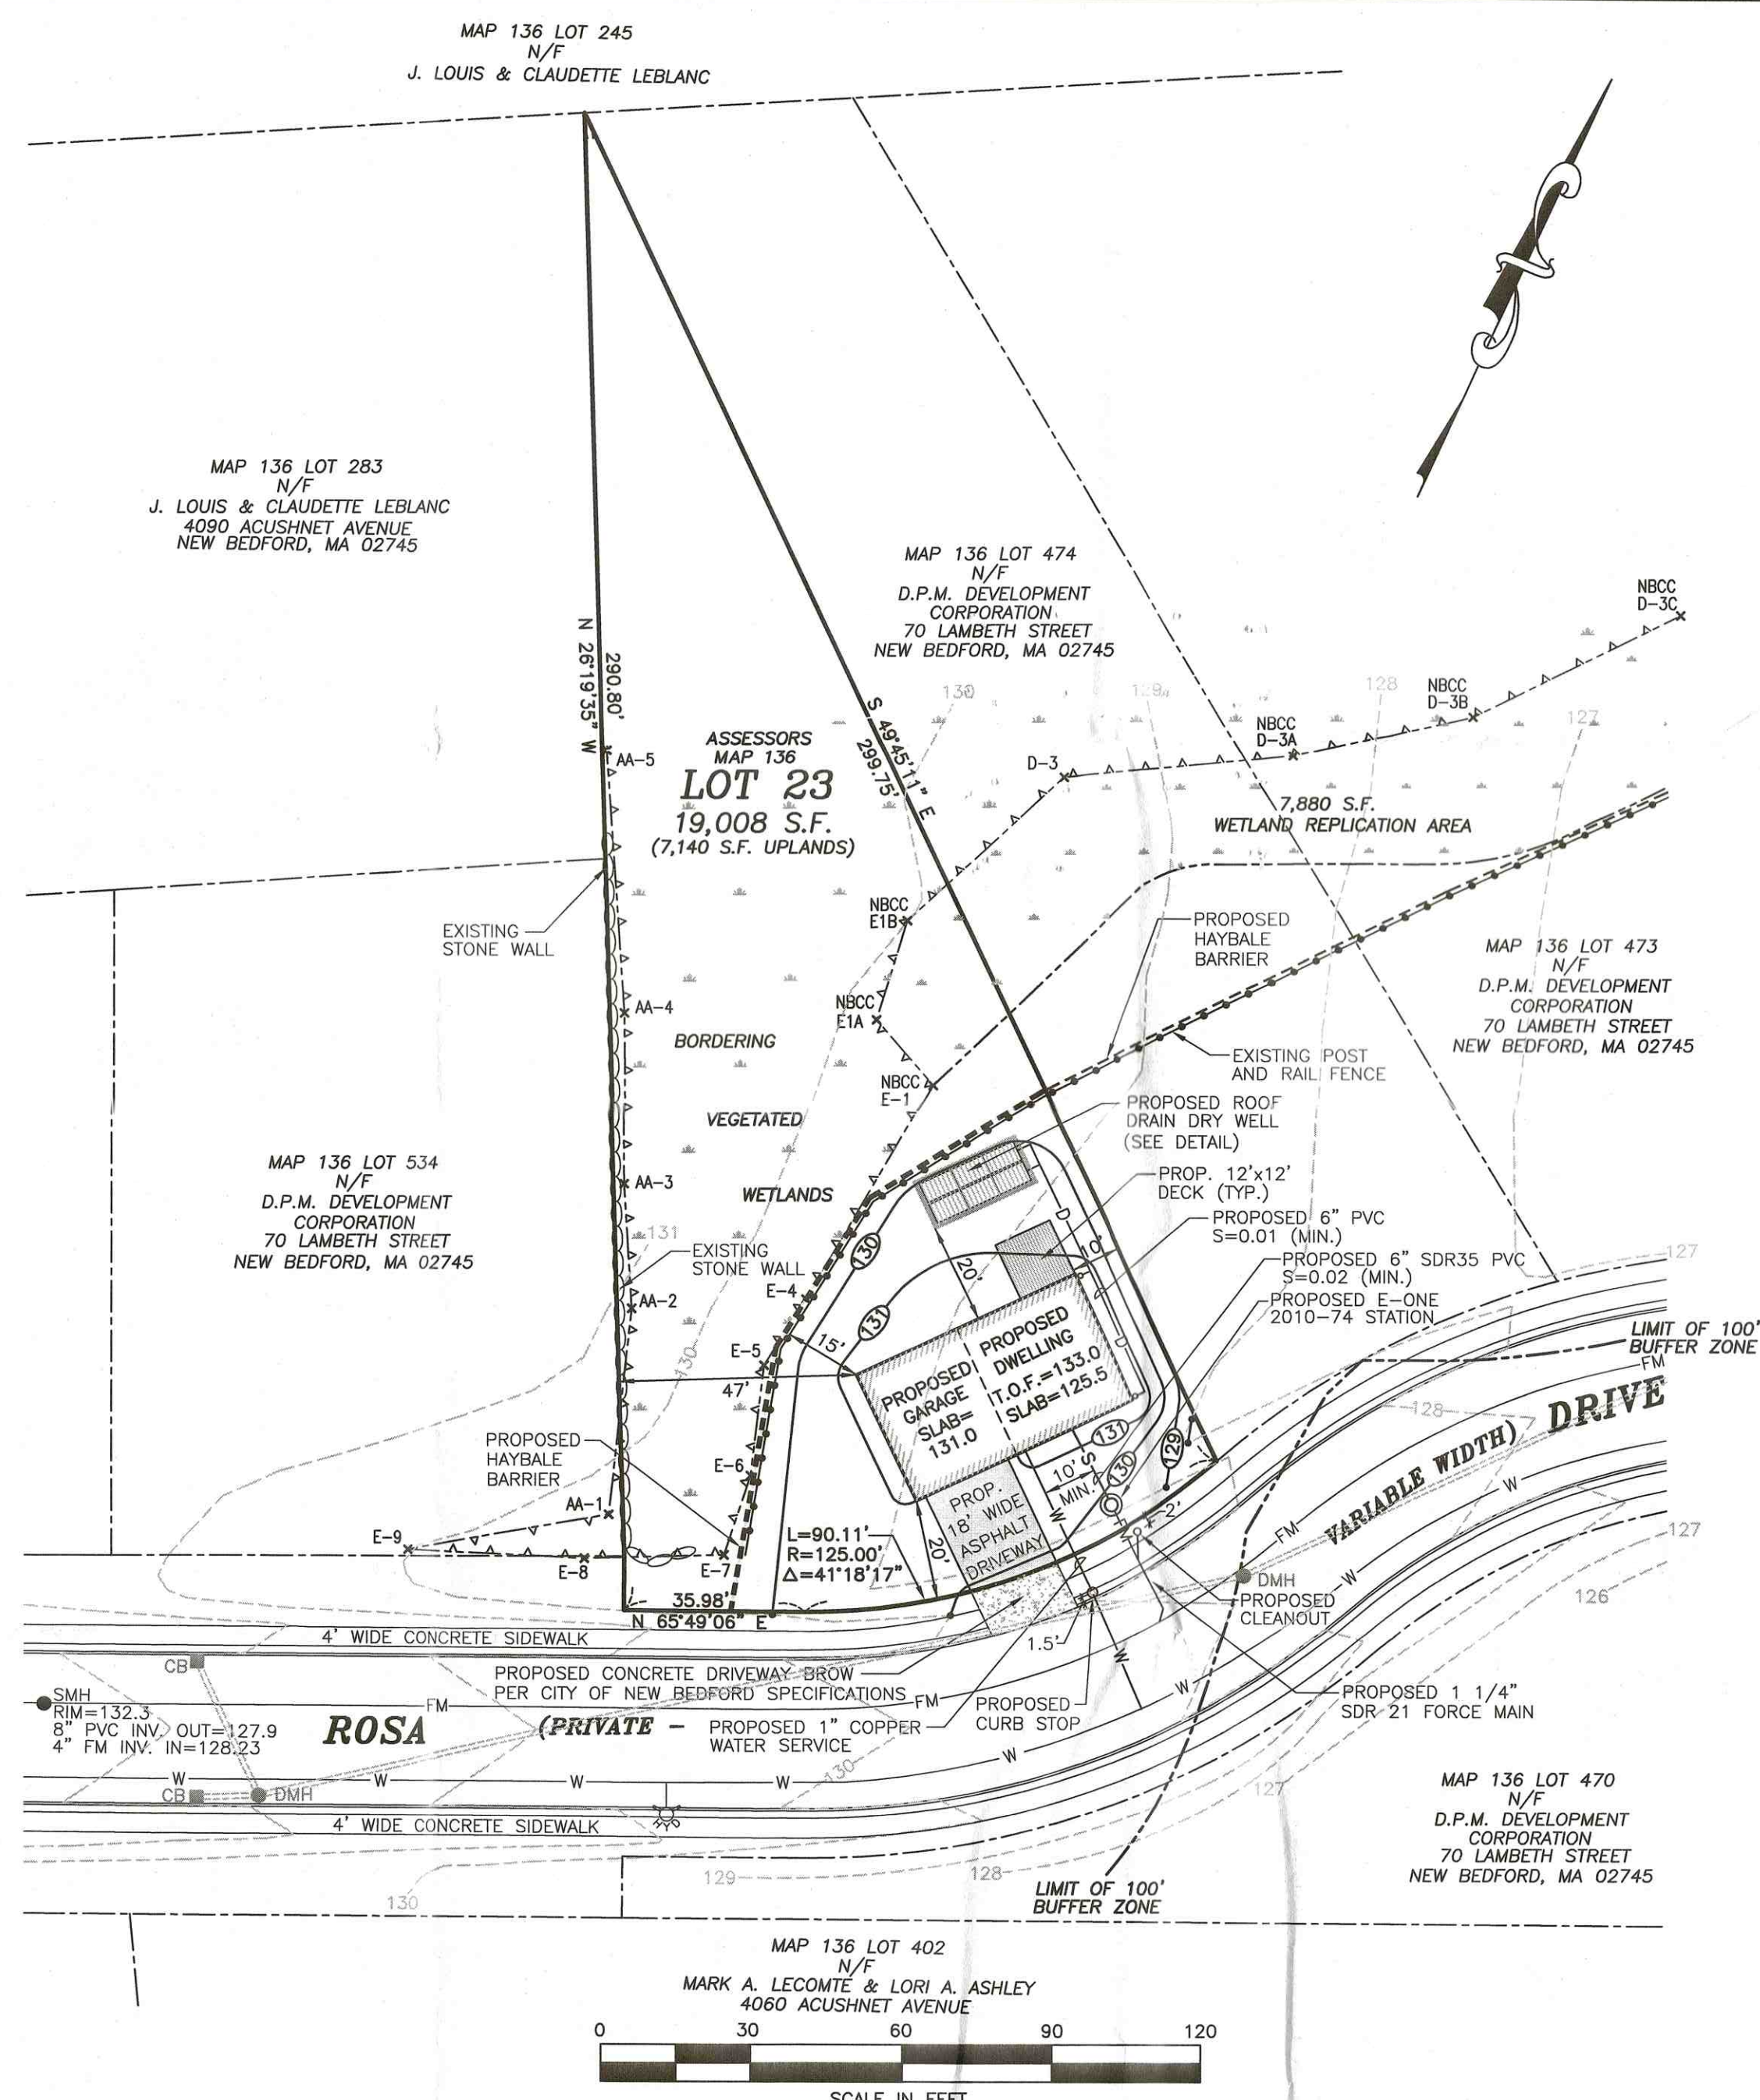 MAP 136 LOT 245
N/F
J. LOUIS & CLAUDETTE LEBLANC
MAP 136 LOT 283
N/F
J. LOUIS & CLAUDETTE LEBLANC
4090 ACUSHNET AVENUE
NEW BEDFORD, MA 02745
MAP 136 LOT 474
N/F
D.P.M. DEVELOPMENT
CORPORATION
70 LAMBETH STREET
NEW BEDFORD, MA 02745
NBCC
D-3C
N 26°19'35" W
290.80'
S 49°45'11" E
299.75'
130
129
128
NBCC
D-3B
127
NBCC
D-3A
D-3
AA-5
ASSESSORS
MAP 136
LOT 23
19,008 S.F.
(7,140 S.F. UPLANDS)
7,880 S.F.
WETLAND REPLICATION AREA
EXISTING
STONE WALL
NBCC
E1B
PROPOSED
HAYBALE
BARRIER
MAP 136 LOT 473
N/F
D.P.M. DEVELOPMENT
CORPORATION
70 LAMBETH STREET
NEW BEDFORD, MA 02745
AA-4
NBCC
E1A
BORDERING
EXISTING POST
AND RAIL FENCE
NBCC
E-1
VEGETATED
PROPOSED ROOF
DRAIN DRY WELL
(SEE DETAIL)
MAP 136 LOT 534
N/F
D.P.M. DEVELOPMENT
CORPORATION
70 LAMBETH STREET
NEW BEDFORD, MA 02745
AA-3
WETLANDS
PROP. 12'x12'
DECK (TYP.)
PROPOSED 6" PVC
S=0.01 (MIN.)
131
EXISTING
STONE WALL
130
D
10'
20'
PROPOSED 6" SDR35 PVC
S=0.02 (MIN.)
127
PROPOSED E-ONE
2010-74 STATION
E-4
AA-2
131
15'
D
LIMIT OF 100'
BUFFER ZONE
E-5
130
47'
PROPOSED
GARAGE
SLAB=
131.0
PROPOSED
DWELLING
T.O.F.=133.0
SLAB=125.5
FM
128
DRIVE
VARIABLE WIDTH)
PROPOSED
HAYBALE
BARRIER
E-6
131
129
130
S
10'
MIN.
AA-1
E-9
E-8
E-7
PROP.
18' WIDE
ASPHALT
DRIVEWAY
W
FM
2'
20'
L=90.11'
R=125.00'
Δ=41°18'17"
FM
W
127
W
DMH
126
35.98'
N 65°49'06" E
PROPOSED
CLEANOUT
4' WIDE CONCRETE SIDEWALK
1.5'
W
CB
PROPOSED CONCRETE DRIVEWAY BROW
PER CITY OF NEW BEDFORD SPECIFICATIONS
W
SMH
RIM=132.3
8" PVC INV. OUT=127.9
4" FM INV. IN=128.23
FM
FM
PROPOSED
CURB STOP
PROPOSED 1 1/4"
SDR 21 FORCE MAIN
ROSA
(PRIVATE -
PROPOSED 1" COPPER
WATER SERVICE
W
W
W
W
W
130
CB
DMH
127
4' WIDE CONCRETE SIDEWALK
MAP 136 LOT 470
N/F
D.P.M. DEVELOPMENT
CORPORATION
70 LAMBETH STREET
NEW BEDFORD, MA 02745
130
129
128
LIMIT OF 100'
BUFFER ZONE
MAP 136 LOT 402
N/F
MARK A. LECOMTE & LORI A. ASHLEY
4060 ACUSHNET AVENUE
0 30 60 90 120
SCALE IN FEET